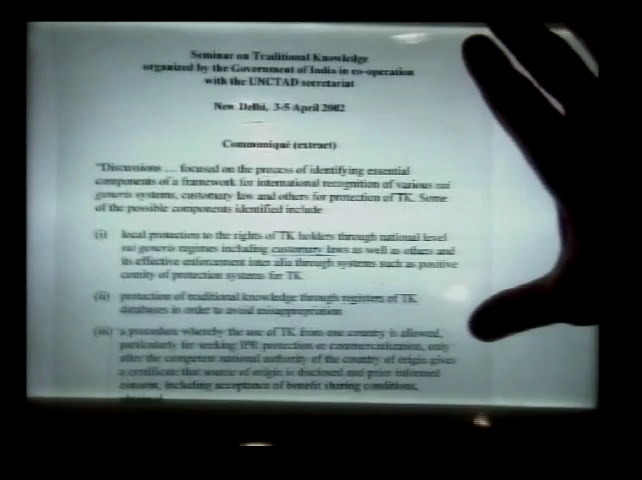 Seminar on Traditional Knowledge
organized by the Government of India in co-operation
with the UNCTAD secretariat
New Delhi, 3-5 April 2002
Communiqué (extract)
"Discussions ... focused on the process of identifying essential
components of a framework for international recognition of various sui
generis systems, customary law and others for protection of TK. Some
of the possible components identified include
(i) local protection to the rights of TK holders through national level
sui generis regimes including customary laws as well as others and
its effective enforcement inter alia through systems such as positive
comity of protection systems for TK
(ii) protection of traditional knowledge through registers of TK
databases in order to avoid misappropriation
(iii) a procedure whereby the use of TK from one country is allowed,
particularly for seeking IPR protection or commercialization, only
after the competent national authority of the country of origin gives
a certificate that source of origin is disclosed and prior informed
consent, including acceptance of benefit sharing conditions,